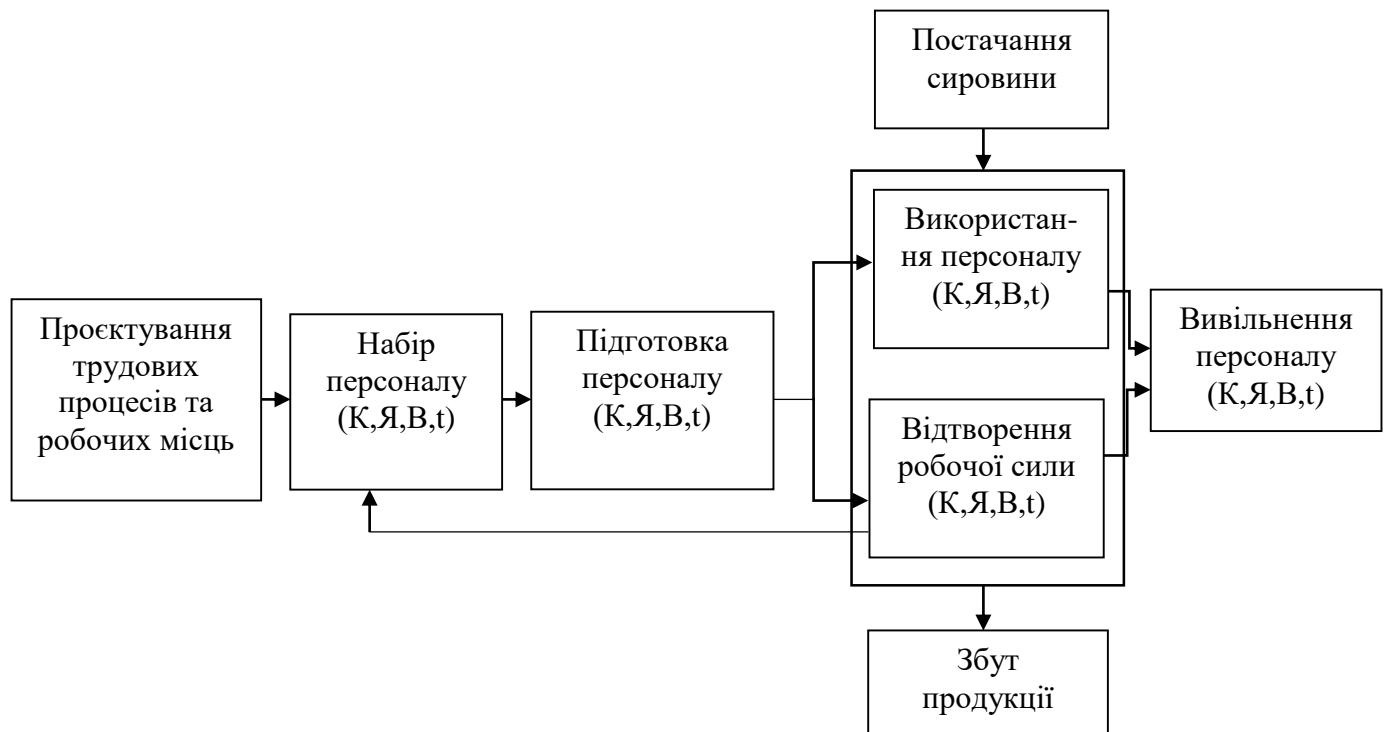 Постачання
сировини
Використан-
ня персоналу
(К,Я,В,t)
Проєктування
трудових
процесів та
робочих місць
Набір
персоналу
(К,Я,В,t)
Підготовка
персоналу
(К,Я,В,t)
Вивільнення
персоналу
(К,Я,В,t)
Відтворення
робочої сили
(К,Я,В,t)
Збут
продукції